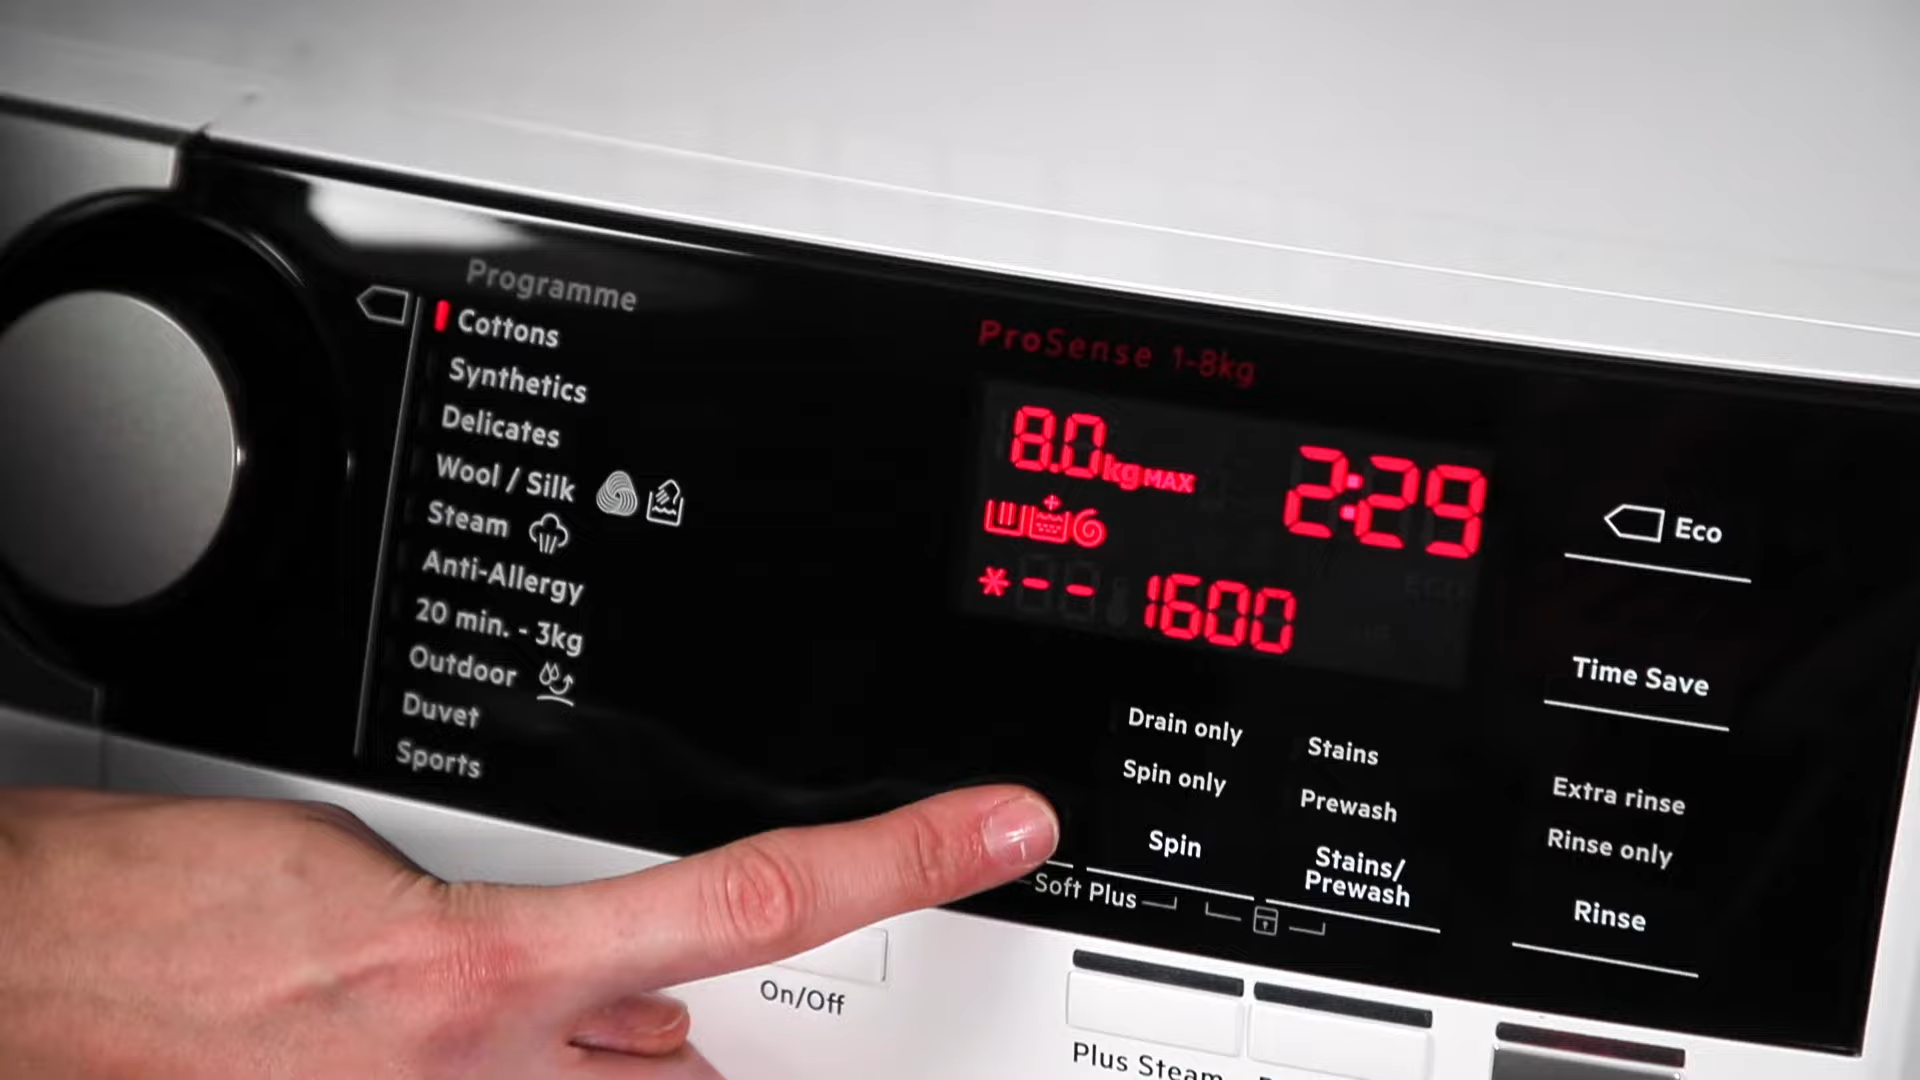 Programme
Cottons
Synthetics
Delicates
Wool / Silk
Steam
Anti-Allergy
20 min. - 3kg
Outdoor
Duvet
Sports
ProSense 1-8kg
8.0kg MAX
2:29
*-- 1600
Eco
Time Save
Drain only
Spin only
Spin
Stains
Prewash
Stains/
Prewash
Extra rinse
Rinse only
Rinse
Soft Plus
On/Off
Plus Steam